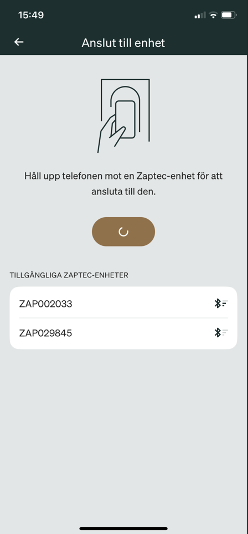 15:49
Anslut till enhet
Håll upp telefonen mot en Zaptec-enhet för att
ansluta till den.
TILLGÄNGLIGA ZAPTEC-ENHETER
ZAP002033
ZAP029845